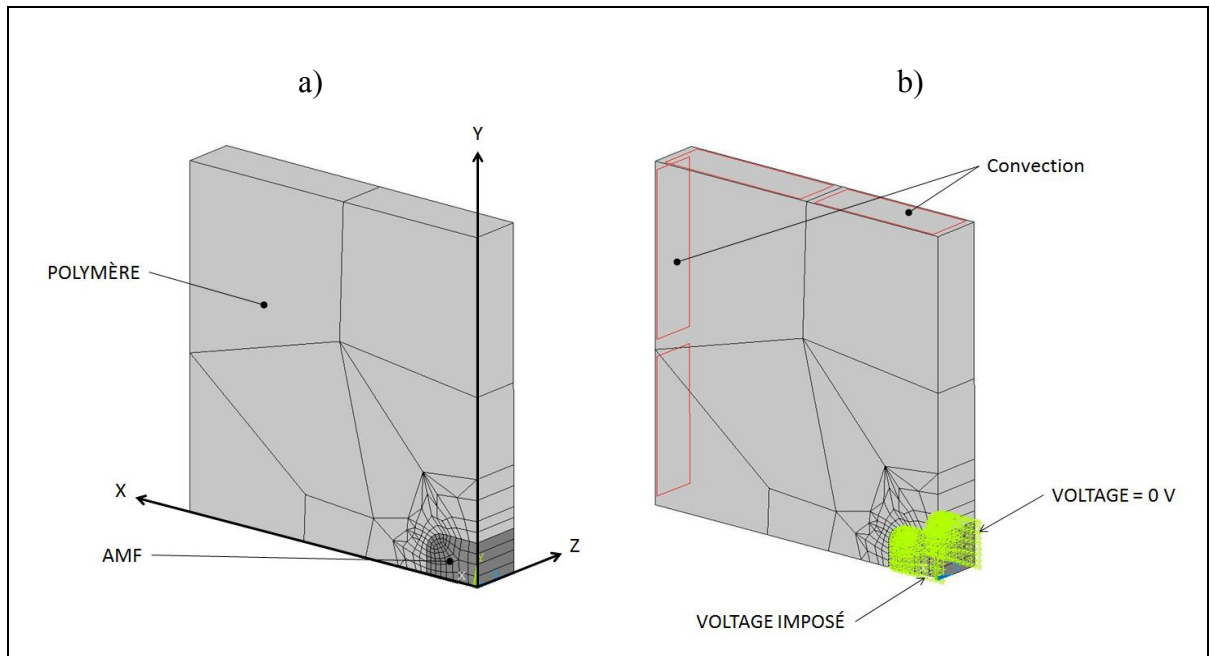 a)
b)
Y
Convection
POLYMÈRE
X
Z
AMF
VOLTAGE = 0 V
VOLTAGE IMPOSÉ